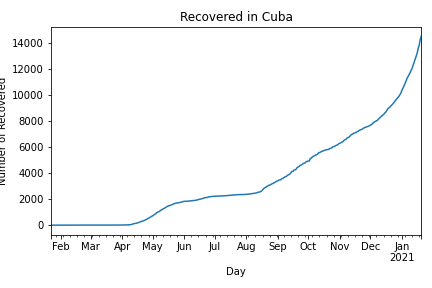 Recovered in Cuba
Number of Recovered
14000
12000
10000
8000
6000
4000
2000
0
Feb Mar Apr May Jun Jul Aug Sep Oct Nov Dec Jan
2021
Day